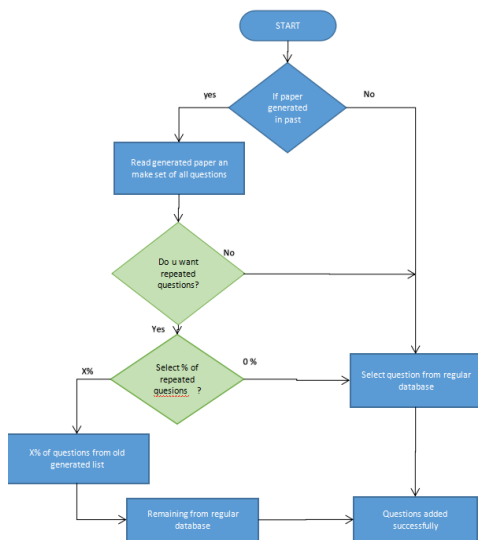 START
If paper
generated
in past
yes
No
Read generated paper an
make set of all questions
Do u want
repeated
questions?
No
Yes
Select % of
repeated
quesions ?
0 %
X%
Select question from regular
database
X% of questions from old
generated list
Remaining from regular
database
Questions added
successfully